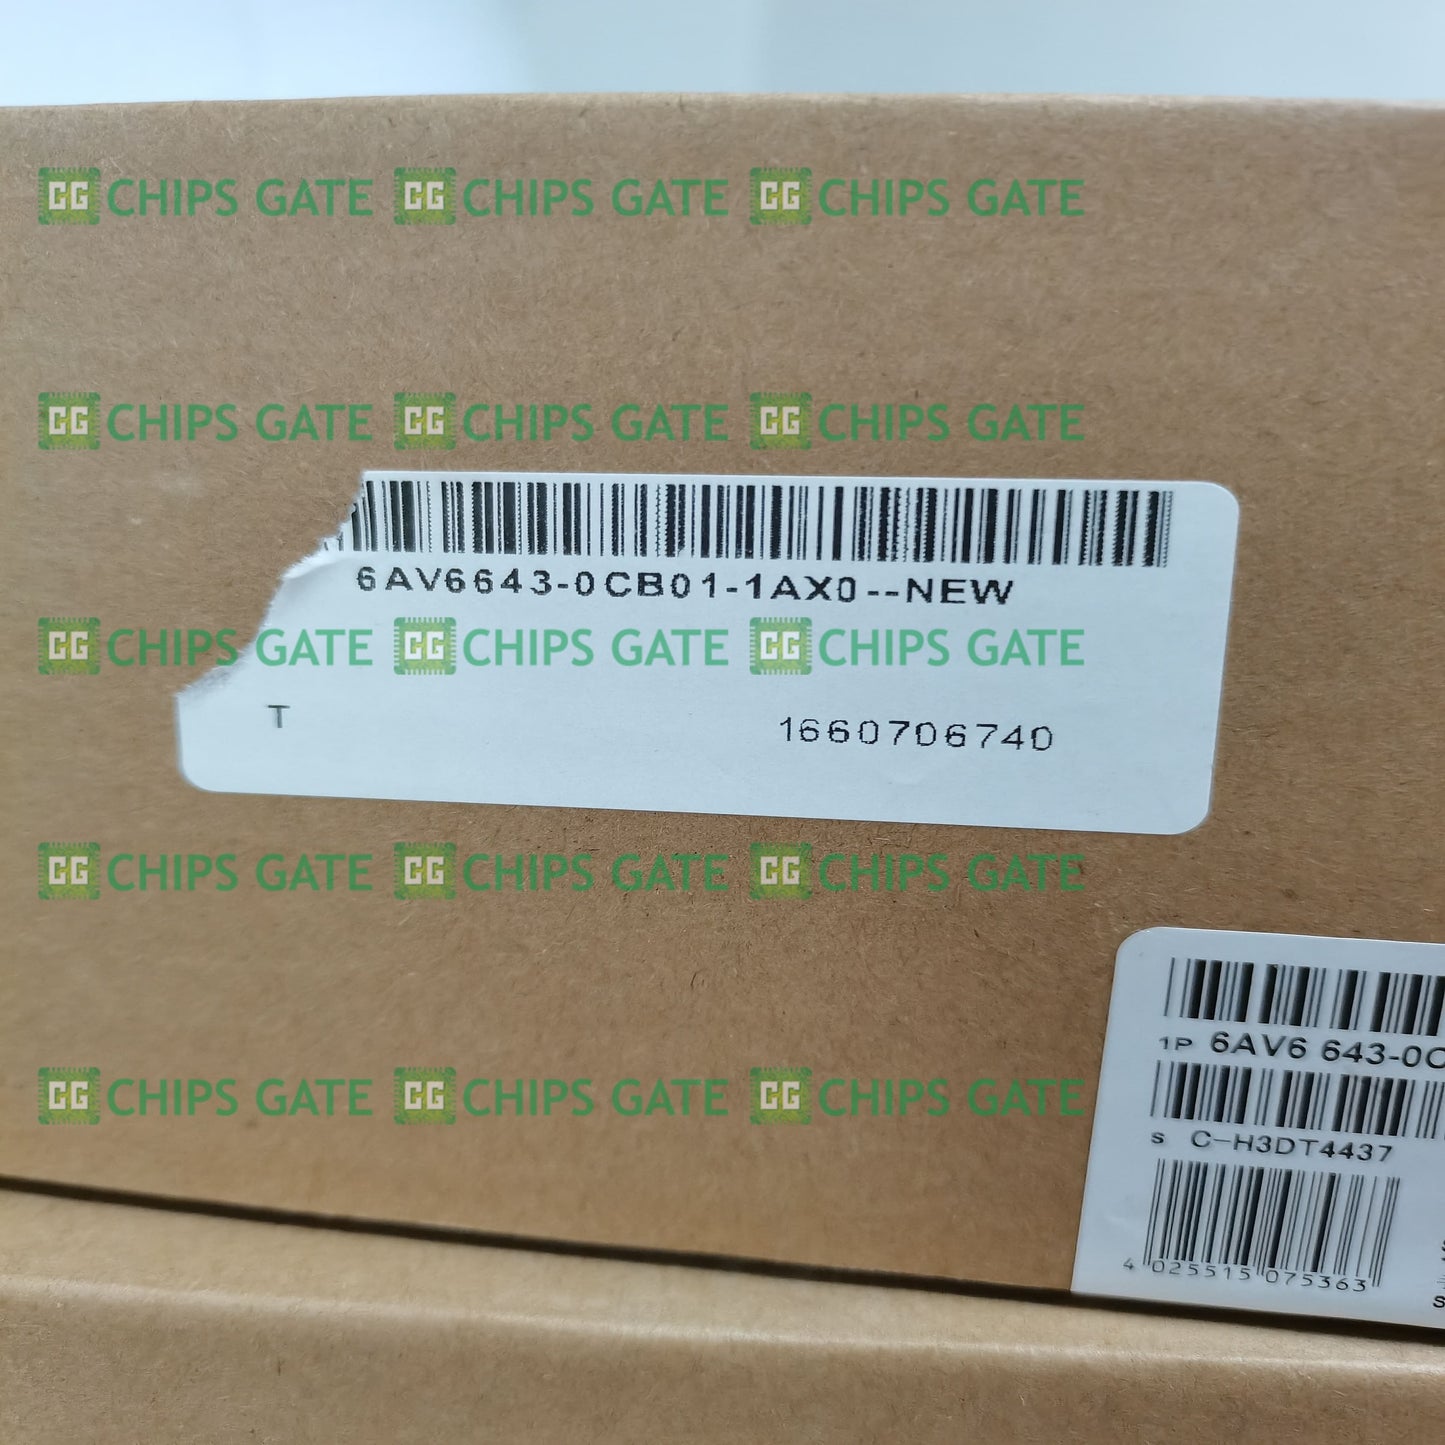 CG CHIPS GATE CG CHIPS GATE CG CHIPS GATE
CG CHIPS GATE CG CHIPS GATE CG CHIPS GATE
6AV6643-0CB01-1AX0--NEW
CG CHIPS GATE CG CHIPS GATE CG CHIPS GATE
T 1660706740
CG CHIPS GATE CG CHIPS GATE CG CHIPS GATE
1P 6AV6 643-0C
CG CHIPS GATE CG CHIPS GATE CG CHIPS GATE
S C-H3DT4437
4 025515 075363